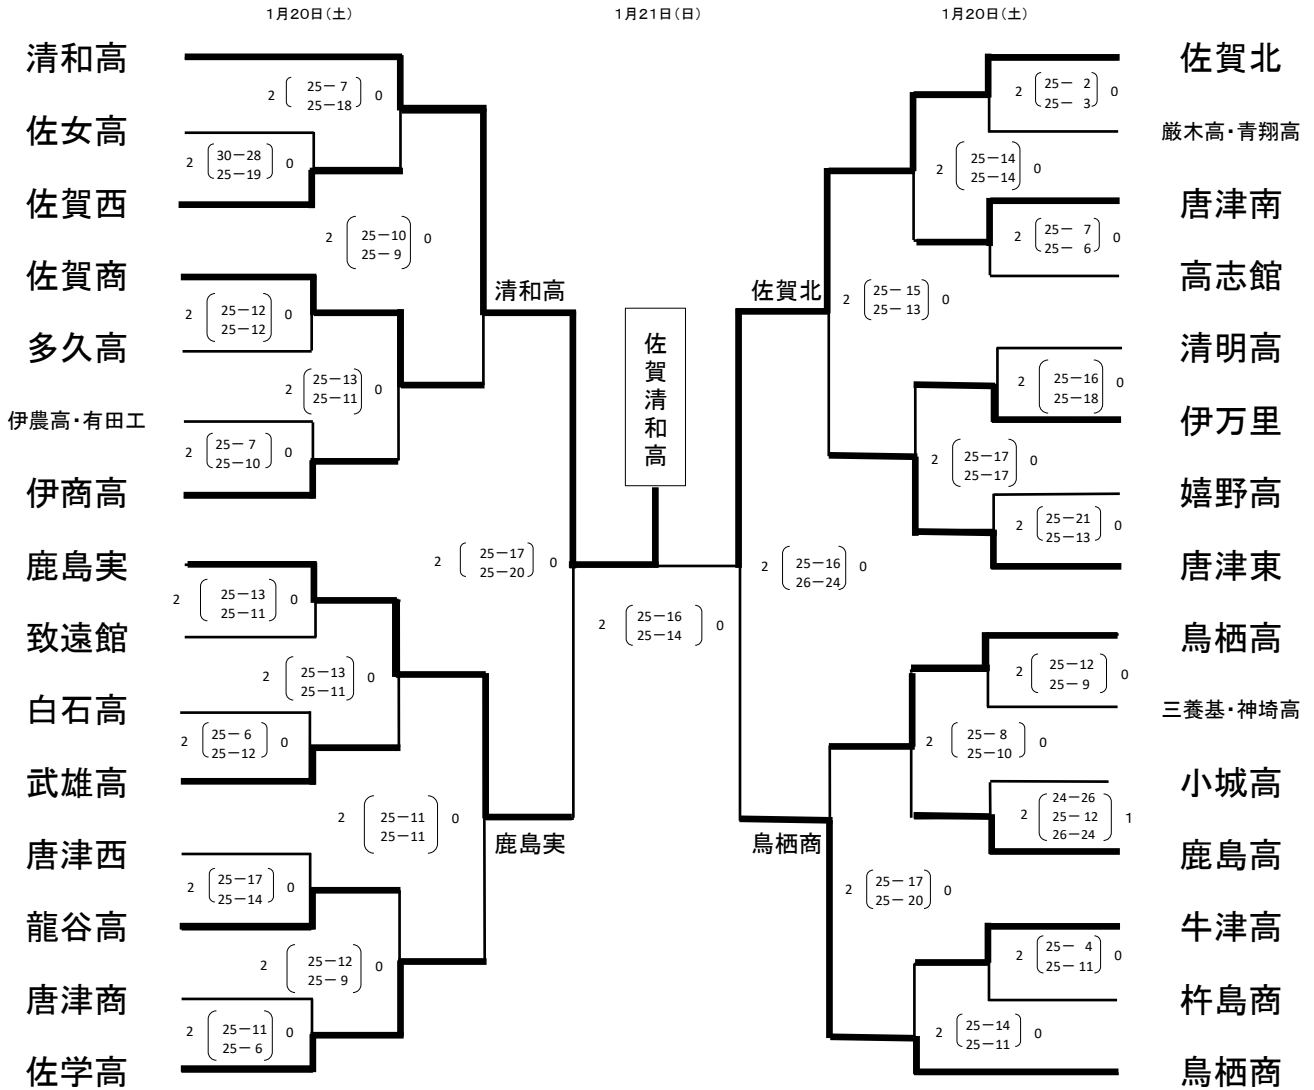 1月20日(土)
1月21日(日)
1月20日(土)
清和高
2 25－7 0
25－18
佐女高
2 30－28 0
25－19
佐賀西
2 25－10 0
25－9
佐賀商
2 25－12 0
25－12
多久高
2 25－13 0
25－11
伊農高・有田工
2 25－7 0
25－10
伊商高
清和高
2 25－17 0
25－20
鹿島実
2 25－13 0
25－11
致遠館
2 25－13 0
25－11
白石高
2 25－6 0
25－12
武雄高
2 25－11 0
25－11
鹿島実
唐津西
2 25－17 0
25－14
龍谷高
2 25－12 0
25－9
唐津商
2 25－11 0
25－6
佐学高
佐賀清和高
2 25－16 0
25－14
佐賀北
2 25－2 0
25－3
厳木高・青翔高
2 25－14 0
25－14
唐津南
2 25－7 0
25－6
高志館
佐賀北
2 25－15 0
25－13
清明高
2 25－16 0
25－18
伊万里
2 25－17 0
25－17
嬉野高
2 25－21 0
25－13
唐津東
2 25－16 0
26－24
鳥栖高
2 25－12 0
25－9
三養基・神埼高
2 25－8 0
25－10
小城高
2 24－26 1
25－12
26－24
鹿島高
鳥栖商
2 25－17 0
25－20
牛津高
2 25－4 0
25－11
杵島商
2 25－14 0
25－11
鳥栖商